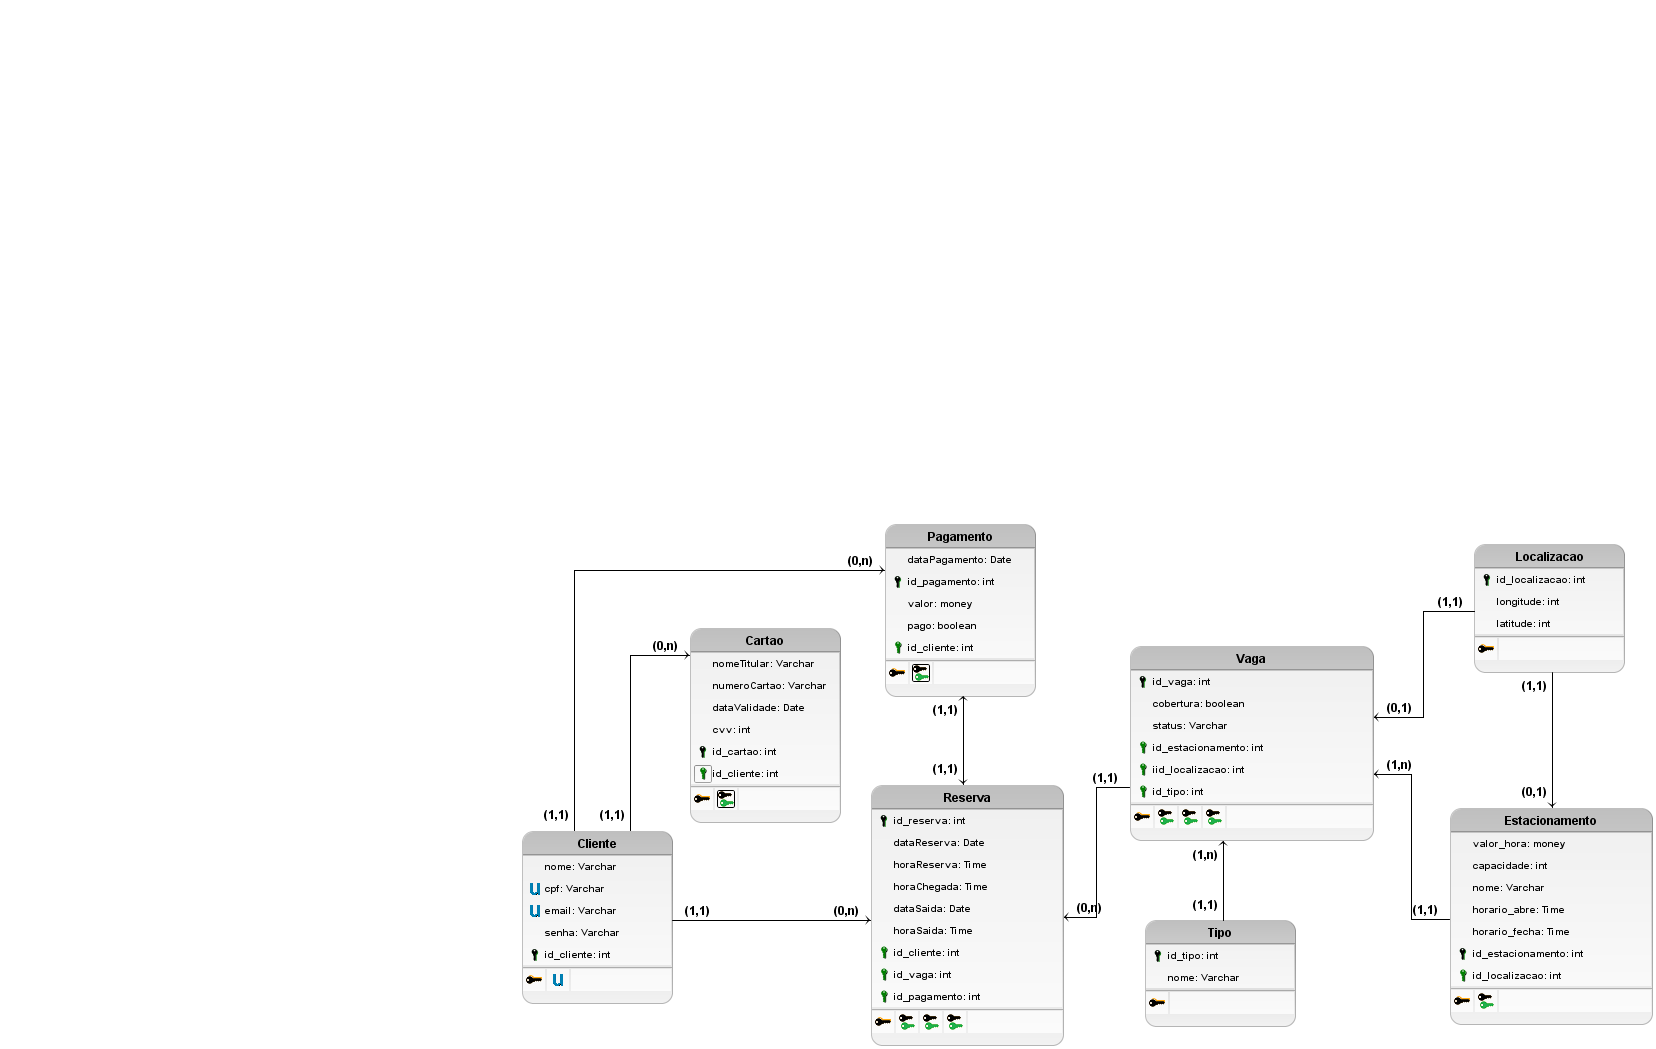 Pagamento
dataPagamento: Date
id_pagamento: int
valor: money
pago: boolean
id_cliente: int
(0,n)
(1,1)
Cartao
nomeTitular: Varchar
numeroCartao: Varchar
dataValidade: Date
cvv: int
id_cartao: int
id_cliente: int
(0,n)
(1,1)
(1,1)
Cliente
nome: Varchar
U cpf: Varchar
U email: Varchar
senha: Varchar
id_cliente: int
U
(1,1)
(0,n)
(1,1)
Reserva
id_reserva: int
dataReserva: Date
horaReserva: Time
horaChegada: Time
dataSaida: Date
horaSaida: Time
id_cliente: int
id_vaga: int
id_pagamento: int
(1,1)
(0,n)
Vaga
id_vaga: int
cobertura: boolean
status: Varchar
id_estacionamento: int
iid_localizacao: int
id_tipo: int
(1,n)
(1,1)
Tipo
id_tipo: int
nome: Varchar
Localizacao
id_localizacao: int
longitude: int
latitude: int
(1,1)
(0,1)
(1,n)
(1,1)
(1,1)
(0,1)
Estacionamento
valor_hora: money
capacidade: int
nome: Varchar
horario_abre: Time
horario_fecha: Time
id_estacionamento: int
id_localizacao: int